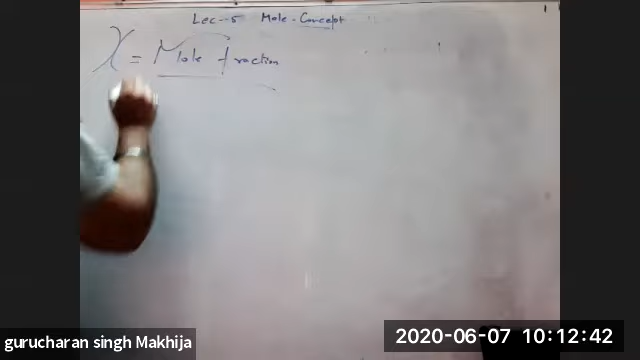 Lec-5 Mole-Concept
X = Mole fraction
gurucharan singh Makhija
2020-06-07 10:12:42